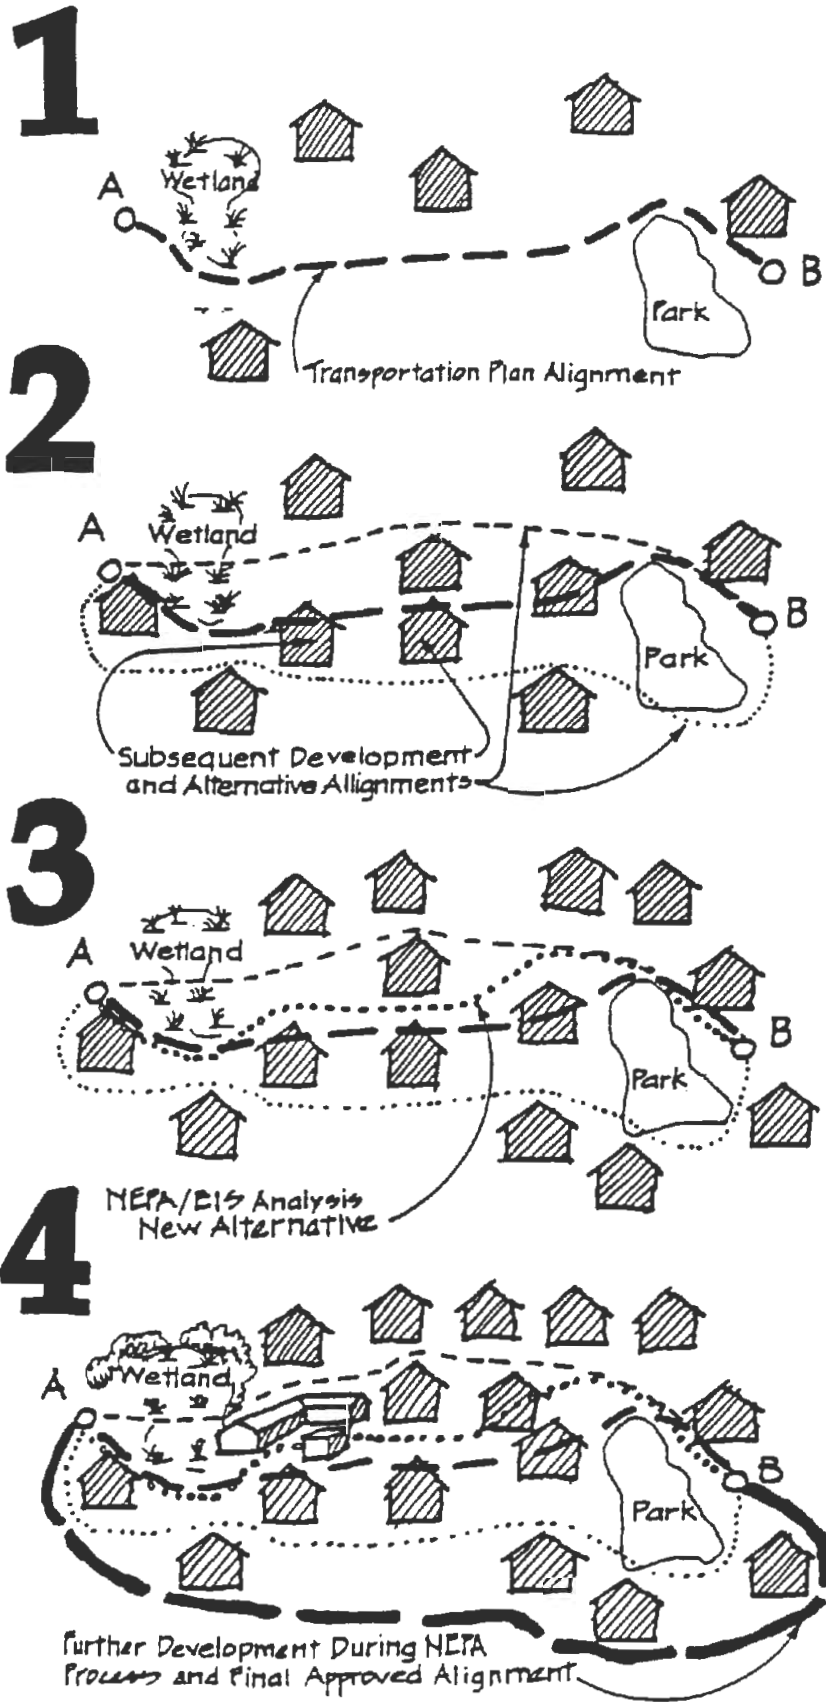 1
Wetland
A
B
Park
Transportation Plan Alignment
2
A
Wetland
B
Park
Subsequent Development
and Alternative Allignments
3
Wetland
A
B
Park
NEPA/EIS Analysis
New Alternative
4
Wetland
A
B
Park
Further Development During NEPA
Process and Final Approved Alignment